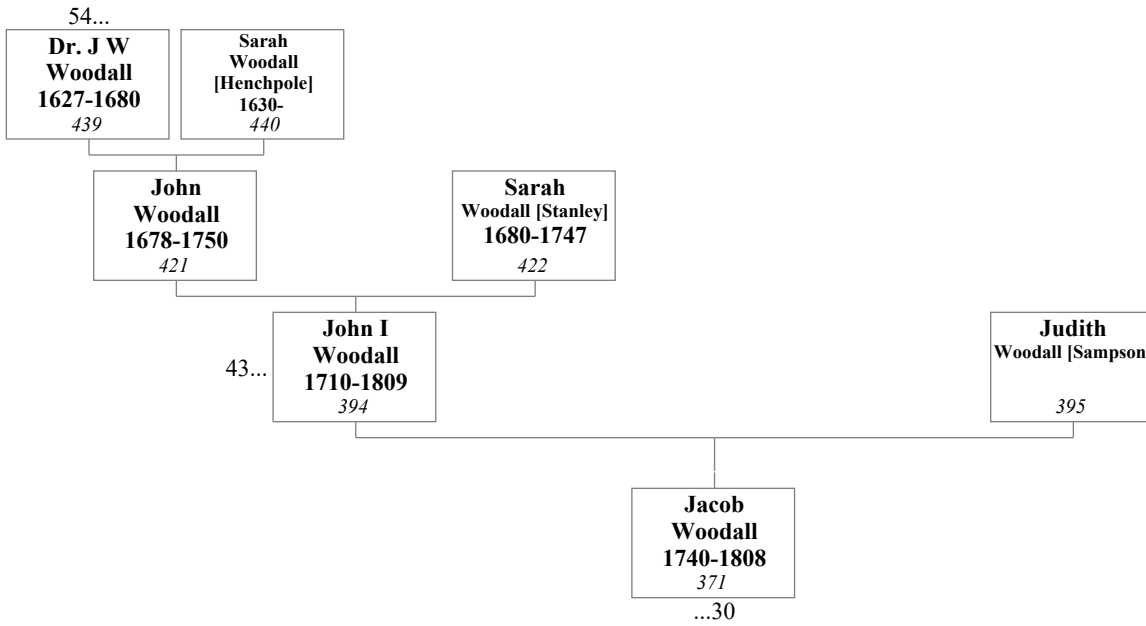 54...
Dr. J W
Woodall
1627-1680
439
Sarah
Woodall
[Henchpole]
1630-
440
John
Woodall
1678-1750
421
Sarah
Woodall [Stanley]
1680-1747
422
43...
John I
Woodall
1710-1809
394
Judith
Woodall [Sampson
395
Jacob
Woodall
1740-1808
371
...30